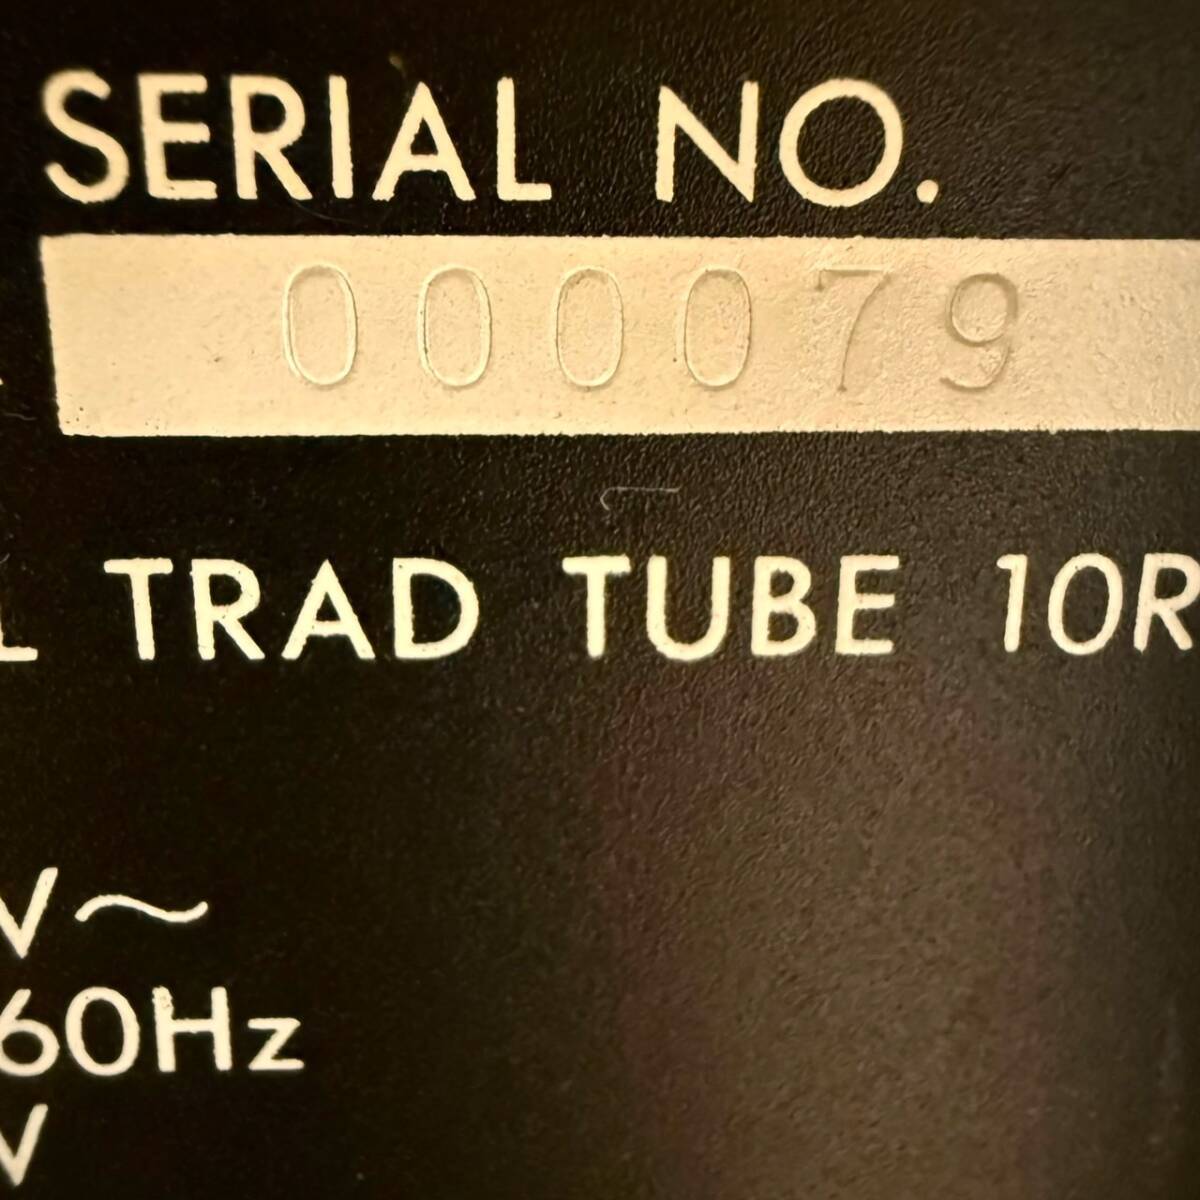 SERIAL NO.
000079
L TRAD TUBE 10R
V~
60Hz
V